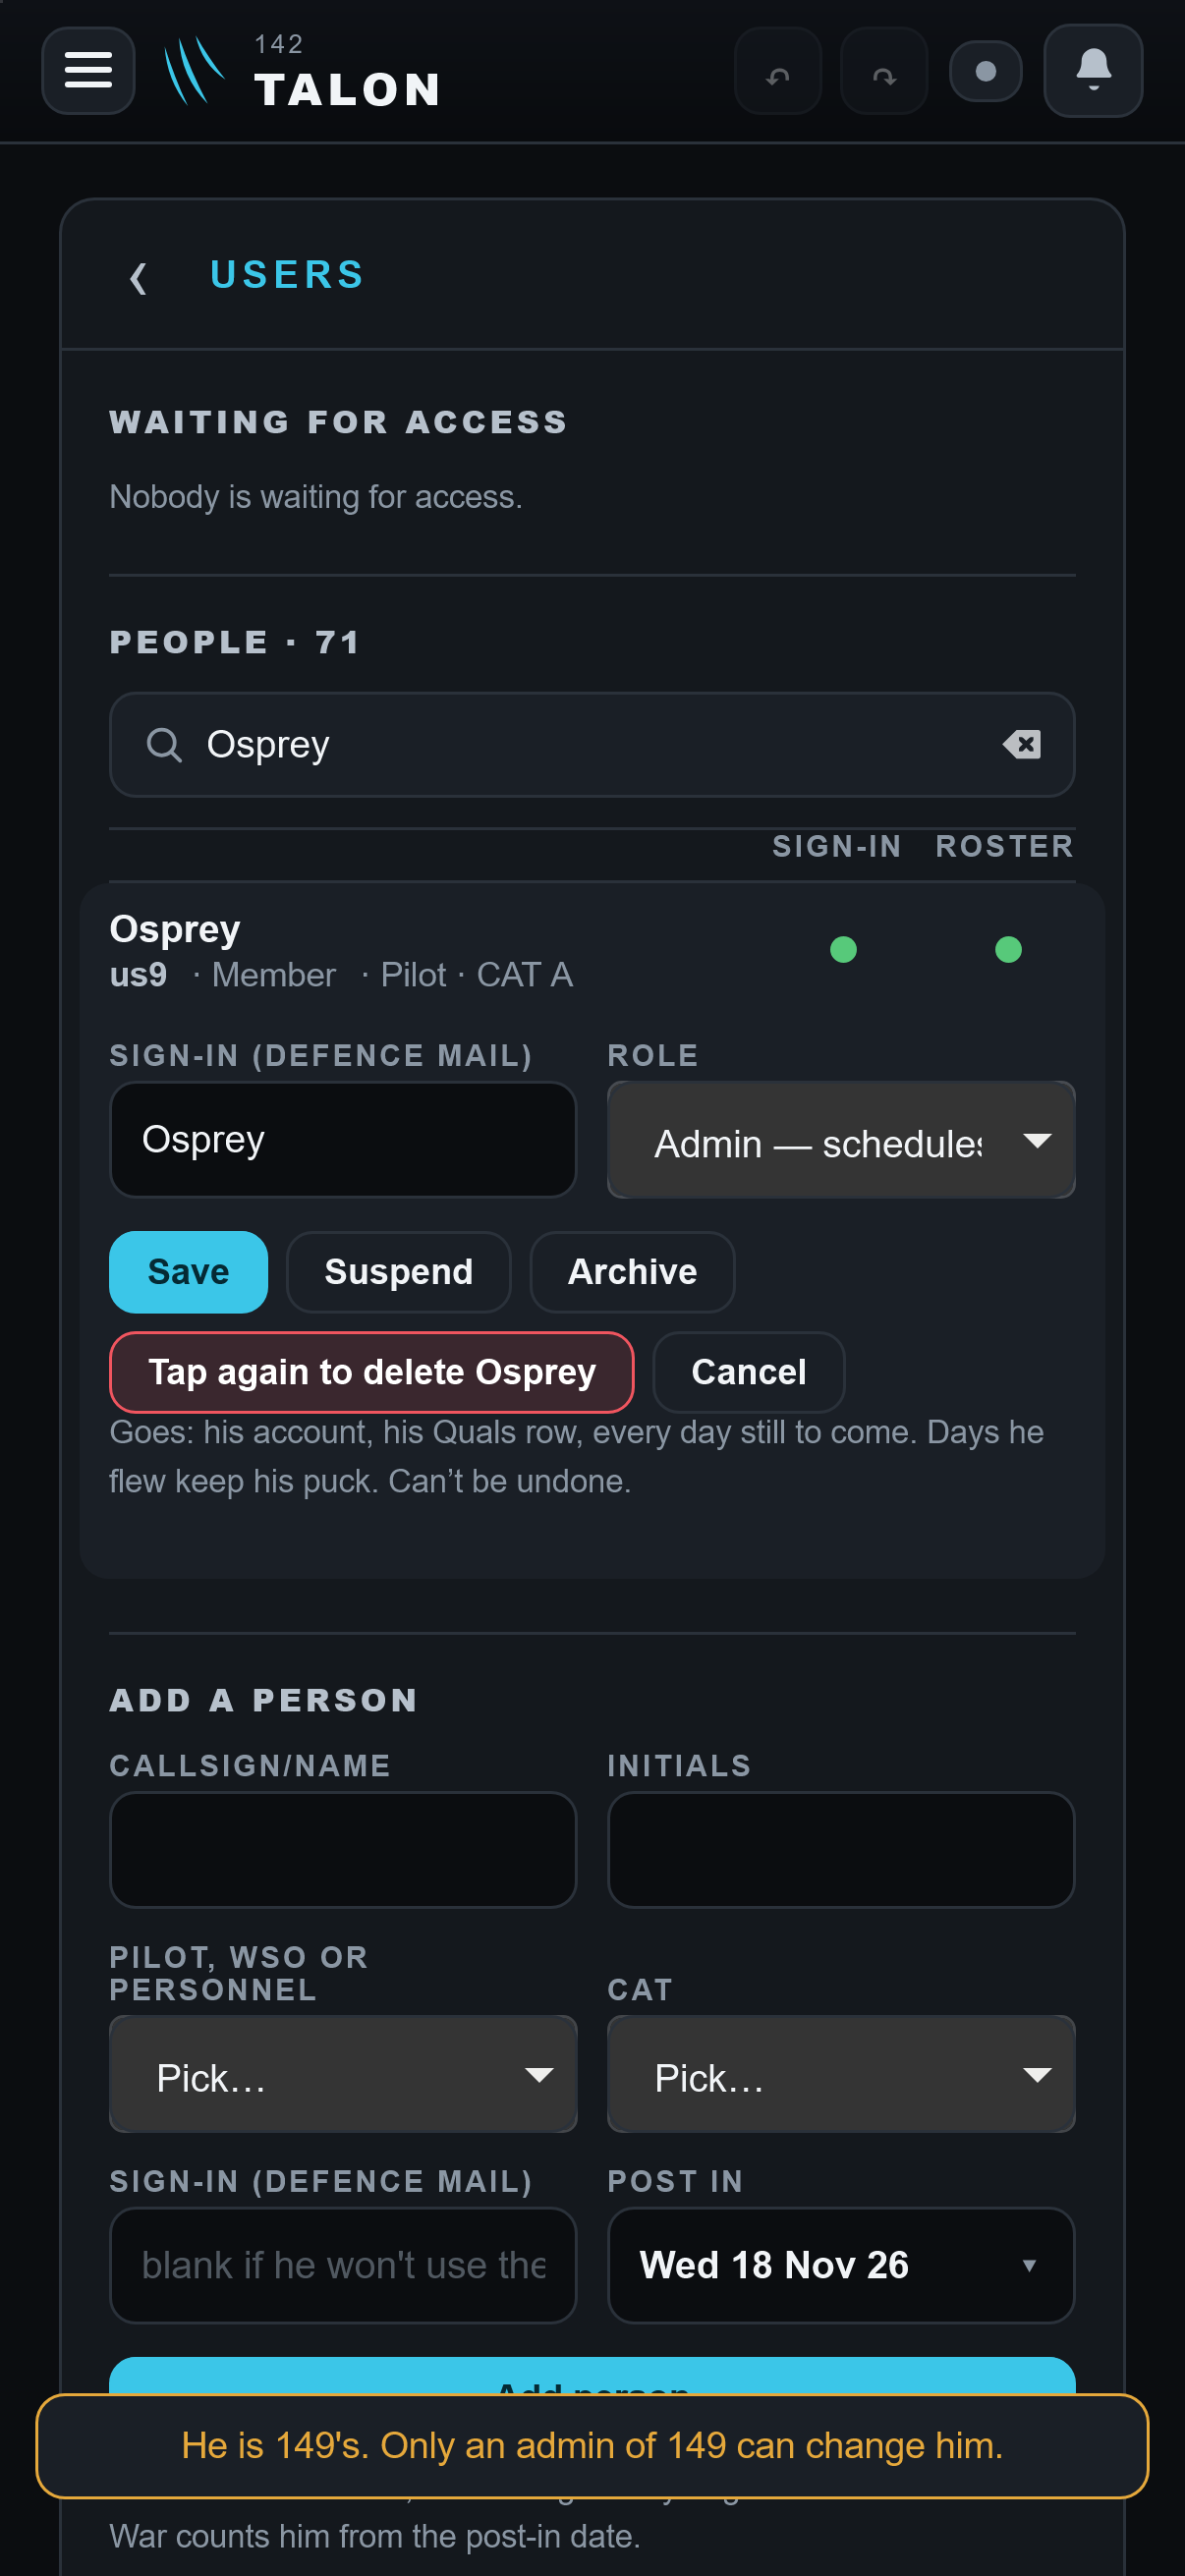 142
TALON
USERS
WAITING FOR ACCESS
Nobody is waiting for access.
PEOPLE · 71
Osprey
SIGN-IN ROSTER
Osprey
us9 · Member · Pilot · CAT A
SIGN-IN (DEFENCE MAIL) ROLE
Osprey Admin — schedules
Save Suspend Archive
Tap again to delete Osprey Cancel
Goes: his account, his Quals row, every day still to come. Days he
flew keep his puck. Can’t be undone.
ADD A PERSON
CALLSIGN/NAME INITIALS
PILOT, WSO OR
PERSONNEL CAT
Pick… Pick…
SIGN-IN (DEFENCE MAIL) POST IN
blank if he won't use the Wed 18 Nov 26
Add person
He is 149's. Only an admin of 149 can change him.
War counts him from the post-in date.